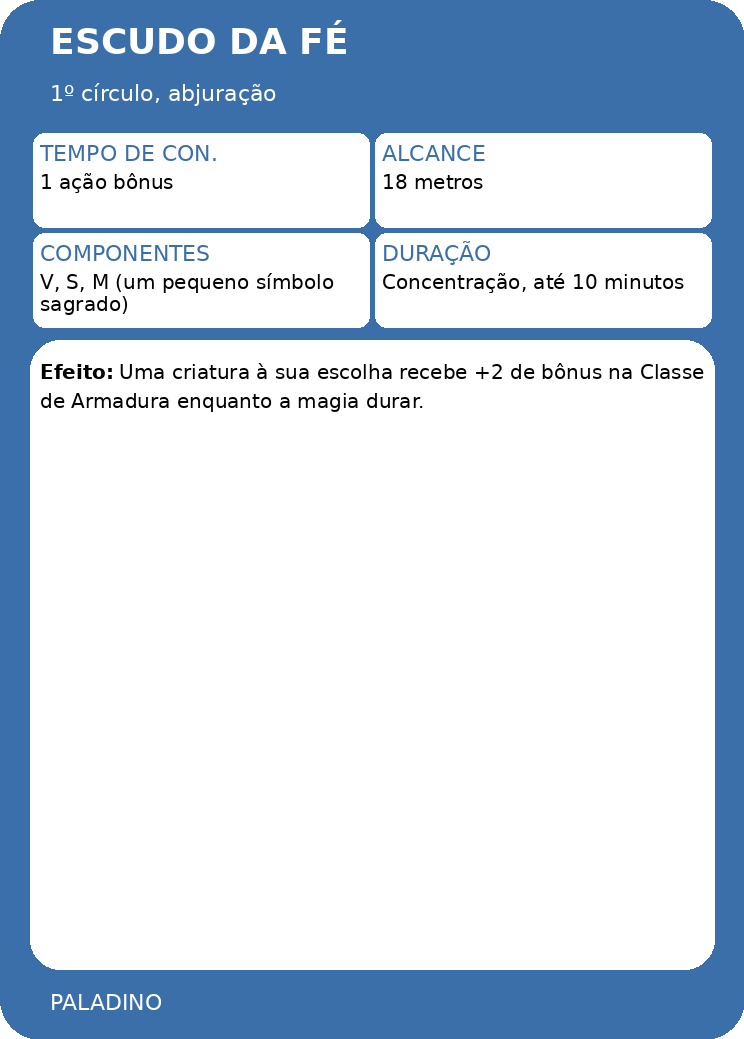 ESCUDO DA FÉ
1º círculo, abjuração
TEMPO DE CON.
1 ação bônus
ALCANCE
18 metros
COMPONENTES
V, S, M (um pequeno símbolo
sagrado)
DURAÇÃO
Concentração, até 10 minutos
Efeito: Uma criatura à sua escolha recebe +2 de bônus na Classe
de Armadura enquanto a magia durar.
PALADINO